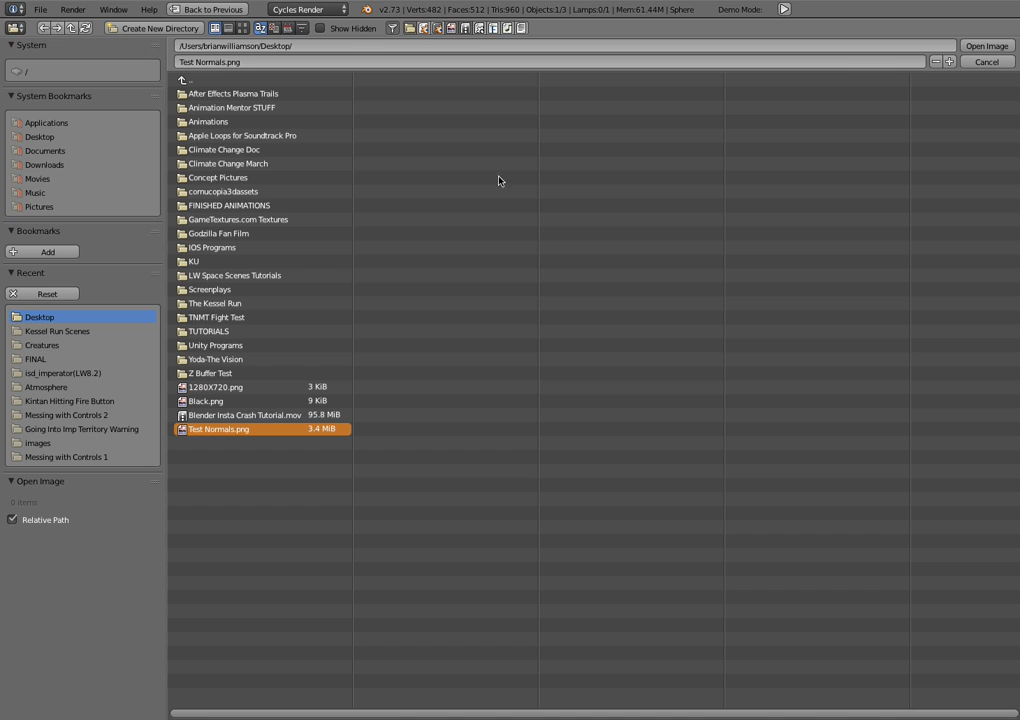 File Render Window Help Back to Previous Cycles Render v2.73 | Verts:482 | Faces:512 | Tris:960 | Objects:1/3 | Lamps:0/1 | Mem:61.44M | Sphere Demo Mode:
Create New Directory Show Hidden
System
/
System Bookmarks
Applications
Desktop
Documents
Downloads
Movies
Music
Pictures
Bookmarks
Add
Recent
Reset
Desktop
Kessel Run Scenes
Creatures
FINAL
isd_imperator(LW8.2)
Atmosphere
Kintan Hitting Fire Button
Messing with Controls 2
Going Into Imp Territory Warning
images
Messing with Controls 1
Open Image
0 items
Relative Path
/Users/brianwilliamson/Desktop/ Open Image
Test Normals.png Cancel
..
After Effects Plasma Trails
Animation Mentor STUFF
Animations
Apple Loops for Soundtrack Pro
Climate Change Doc
Climate Change March
Concept Pictures
cornucopia3dassets
FINISHED ANIMATIONS
GameTextures.com Textures
Godzilla Fan Film
IOS Programs
KU
LW Space Scenes Tutorials
Screenplays
The Kessel Run
TNMT Fight Test
TUTORIALS
Unity Programs
Yoda-The Vision
Z Buffer Test
1280X720.png 3 KiB
Black.png 9 KiB
Blender Insta Crash Tutorial.mov 95.8 MiB
Test Normals.png 3.4 MiB